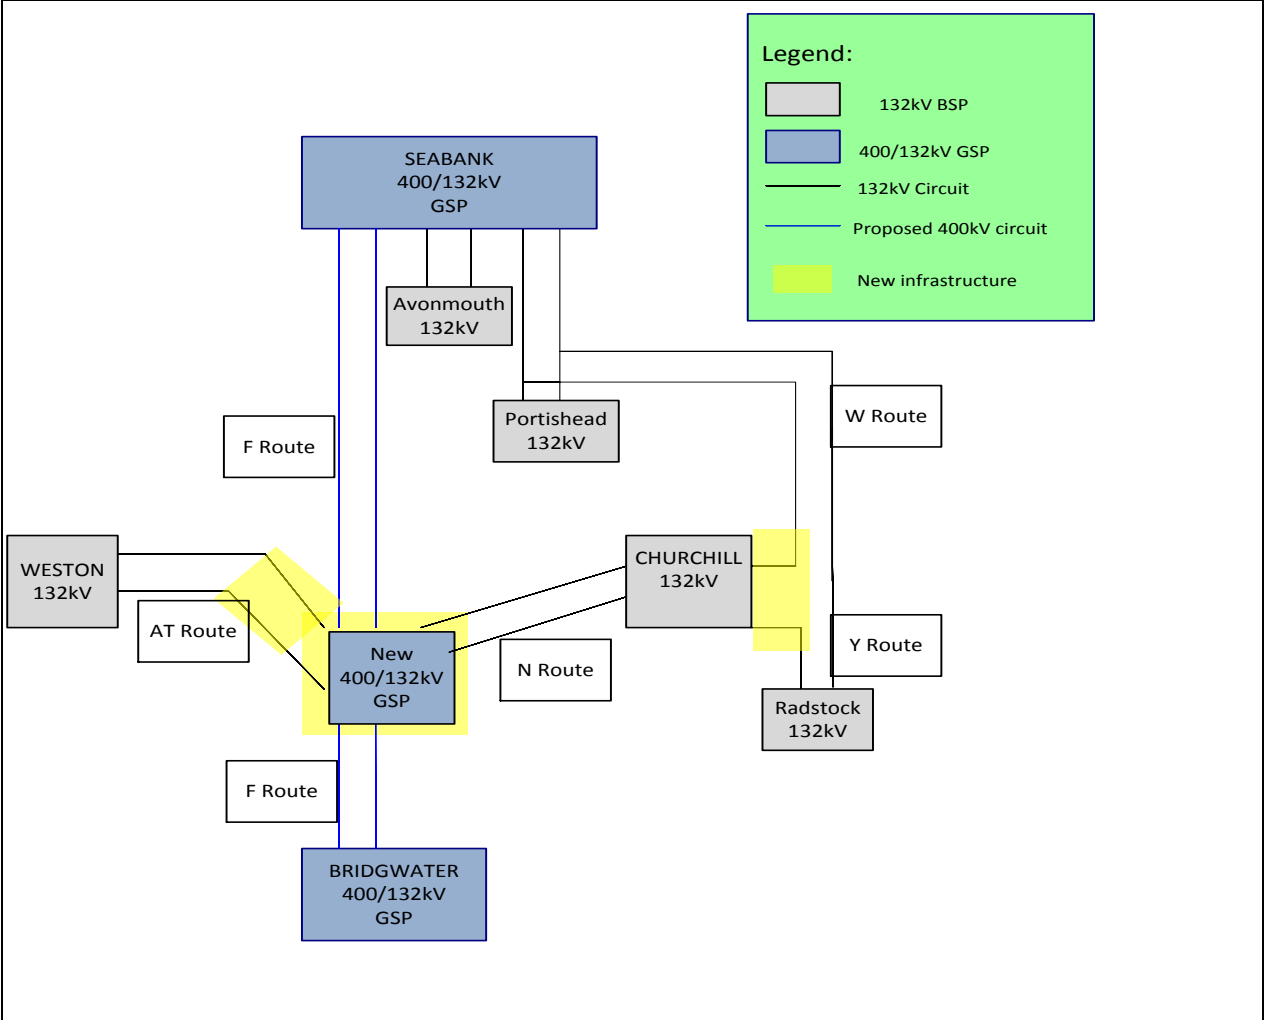 Legend:
132kV BSP
400/132kV GSP
132kV Circuit
Proposed 400kV circuit
New infrastructure
SEABANK
400/132kV
GSP
Avonmouth
132kV
Portishead
132kV
W Route
F Route
WESTON
132kV
CHURCHILL
132kV
AT Route
New
400/132kV
GSP
N Route
Y Route
Radstock
132kV
F Route
BRIDGWATER
400/132kV
GSP